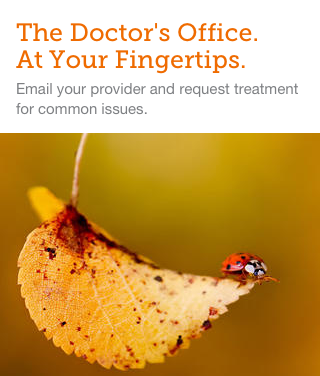 The Doctor's Office.
At Your Fingertips.
Email your provider and request treatment
for common issues.